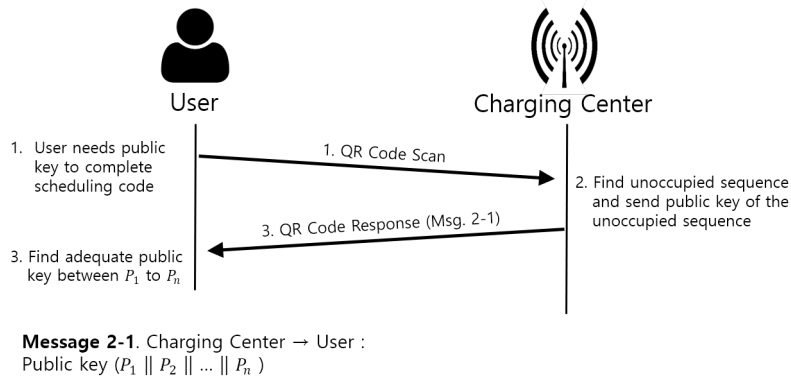 User
Charging Center
1. User needs public
key to complete
scheduling code
1. QR Code Scan
2. Find unoccupied sequence
and send public key of the
unoccupied sequence
3. QR Code Response (Msg. 2-1)
3. Find adequate public
key between P₁ to Pₙ
Message 2-1. Charging Center → User :
Public key (P₁ || P₂ || ... || Pₙ )